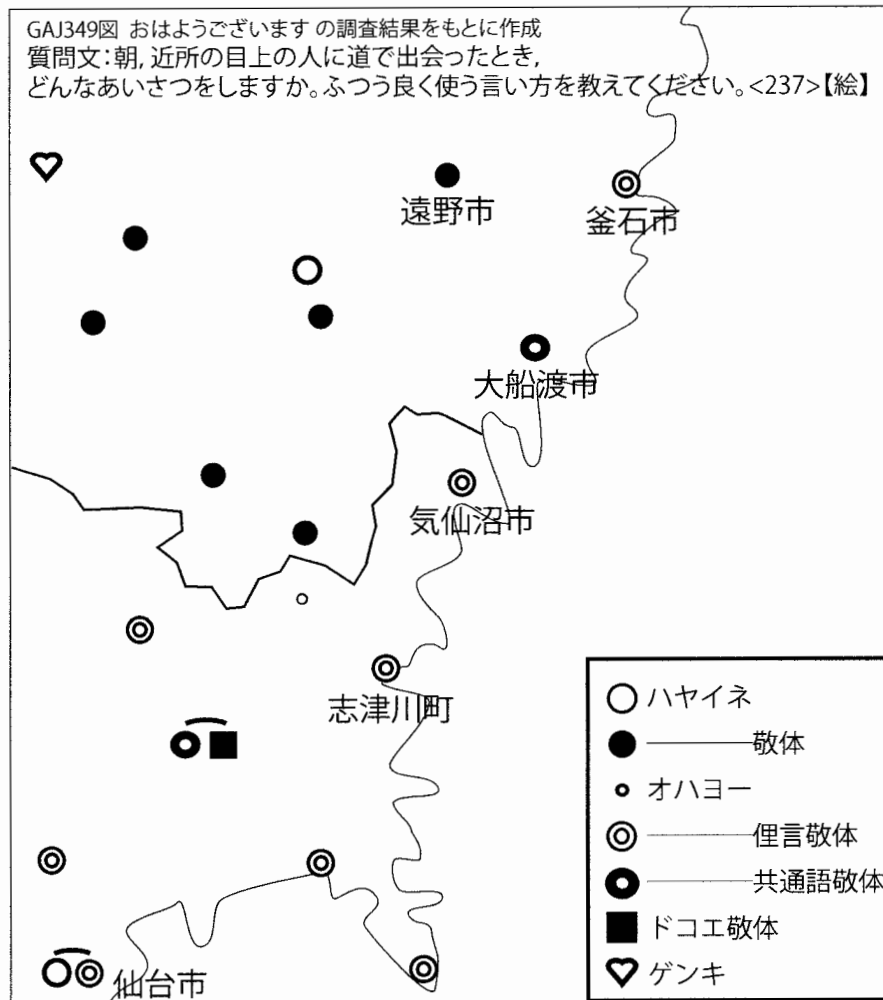 GAJ349図 おはようございます の調査結果をもとに作成
質問文：朝, 近所の目上の人に道で出会ったとき,
どんなあいさつをしますか。ふつう良く使う言い方を教えてください。<237>【絵】
遠野市
釜石市
大船渡市
気仙沼市
志津川町
仙台市
ハヤイネ
―――敬体
オハヨー
―――俚言敬体
―――共通語敬体
ドコエ敬体
ゲンキ